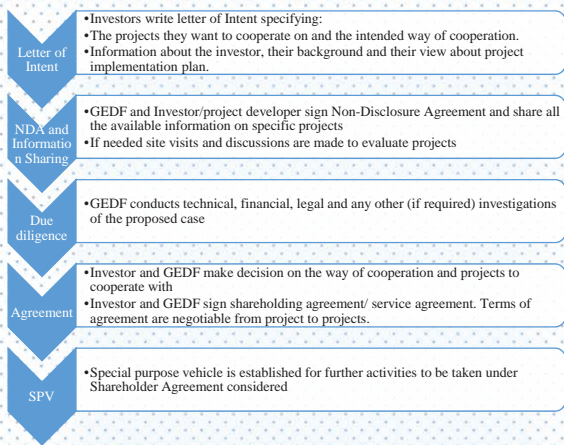 Letter of
Intent
•Investors write letter of Intent specifying:
•The projects they want to cooperate on and the intended way of cooperation.
•Information about the investor, their background and their view about project
implementation plan.
NDA and
Informatio
n Sharing
•GEDF and Investor/project developer sign Non-Disclosure Agreement and share all
the available information on specific projects
•If needed site visits and discussions are made to evaluate projects
Due
diligence
•GEDF conducts technical, financial, legal and any other (if required) investigations
of the proposed case
Agreement
•Investor and GEDF make decision on the way of cooperation and projects to
cooperate with
•Investor and GEDF sign shareholding agreement/ service agreement. Terms of
agreement are negotiable from project to projects.
SPV
•Special purpose vehicle is established for further activities to be taken under
Shareholder Agreement considered